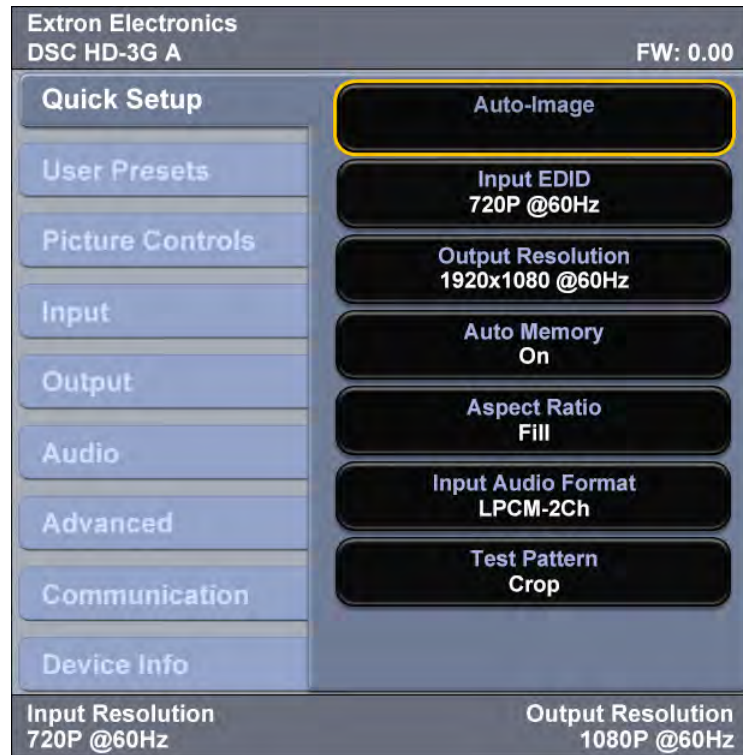 Extron Electronics
DSC HD-3G A
FW: 0.00
Quick Setup
User Presets
Picture Controls
Input
Output
Audio
Advanced
Communication
Device Info
Auto-Image
Input EDID
720P @60Hz
Output Resolution
1920x1080 @60Hz
Auto Memory
On
Aspect Ratio
Fill
Input Audio Format
LPCM-2Ch
Test Pattern
Crop
Input Resolution
720P @60Hz
Output Resolution
1080P @60Hz